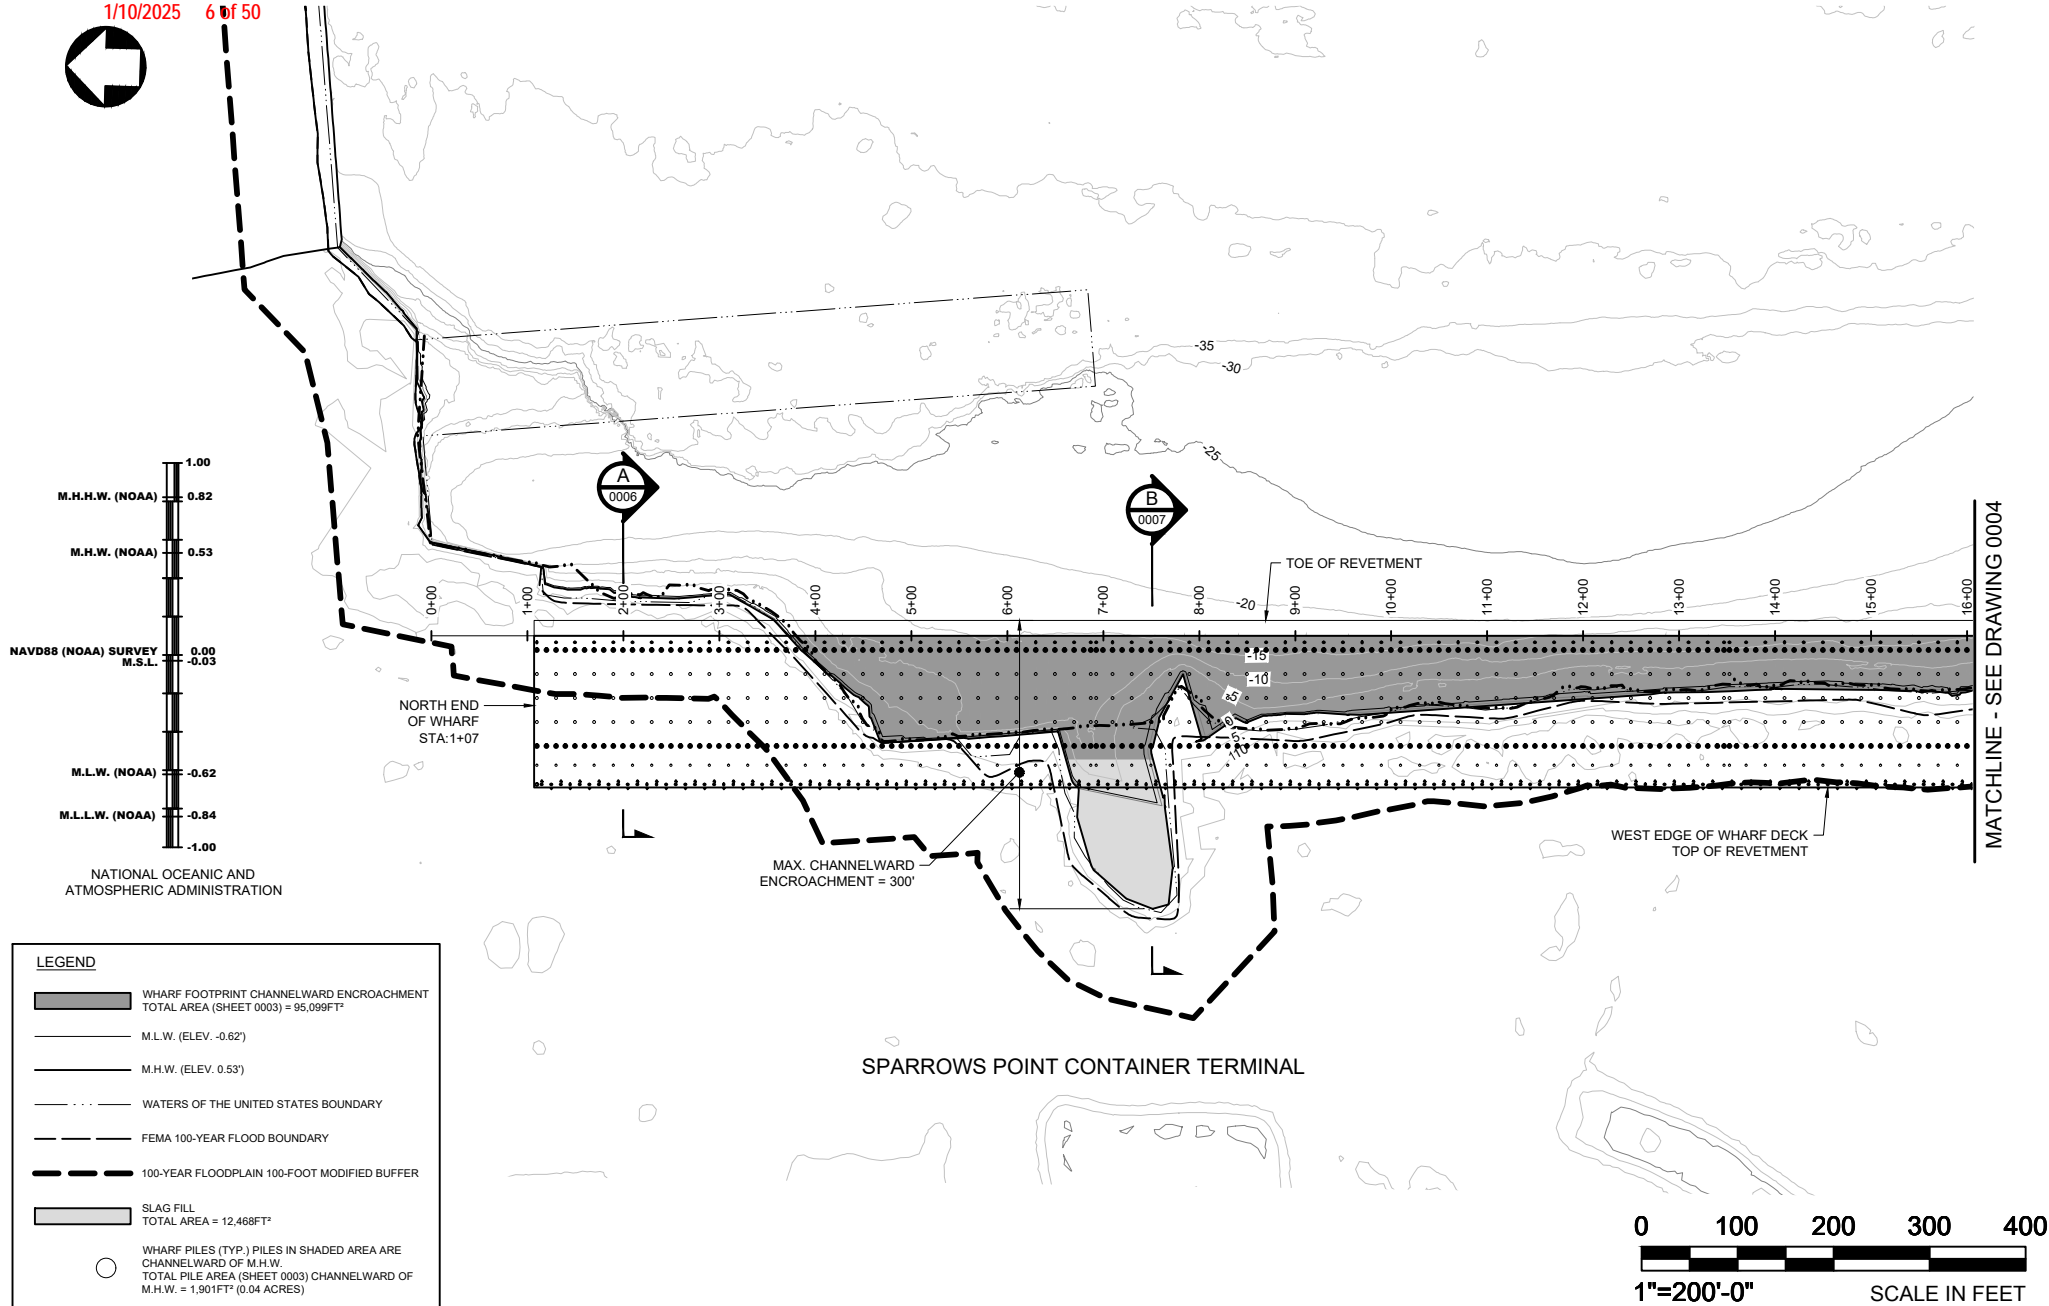 1/10/2025 6 of 50
-35
-30
-25
-20
-15
-10
-5
0
5
10
A
0006
B
0007
TOE OF REVETMENT
0+00
1+00
2+00
3+00
4+00
5+00
6+00
7+00
8+00
9+00
10+00
11+00
12+00
13+00
14+00
15+00
16+00
MATCHLINE - SEE DRAWING 0004
1.00
M.H.H.W. (NOAA) 0.82
M.H.W. (NOAA) 0.53
NAVD88 (NOAA) SURVEY 0.00
M.S.L. -0.03
M.L.W. (NOAA) -0.62
M.L.L.W. (NOAA) -0.84
-1.00
NATIONAL OCEANIC AND
ATMOSPHERIC ADMINISTRATION
NORTH END
OF WHARF
STA:1+07
MAX. CHANNELWARD
ENCROACHMENT = 300'
WEST EDGE OF WHARF DECK
TOP OF REVETMENT
SPARROWS POINT CONTAINER TERMINAL
LEGEND
WHARF FOOTPRINT CHANNELWARD ENCROACHMENT
TOTAL AREA (SHEET 0003) = 95,099FT²
M.L.W. (ELEV. -0.62')
M.H.W. (ELEV. 0.53')
WATERS OF THE UNITED STATES BOUNDARY
FEMA 100-YEAR FLOOD BOUNDARY
100-YEAR FLOODPLAIN 100-FOOT MODIFIED BUFFER
SLAG FILL
TOTAL AREA = 12,468FT²
WHARF PILES (TYP.) PILES IN SHADED AREA ARE
CHANNELWARD OF M.H.W.
TOTAL PILE AREA (SHEET 0003) CHANNELWARD OF
M.H.W. = 1,901FT² (0.04 ACRES)
0 100 200 300 400
1"=200'-0" SCALE IN FEET